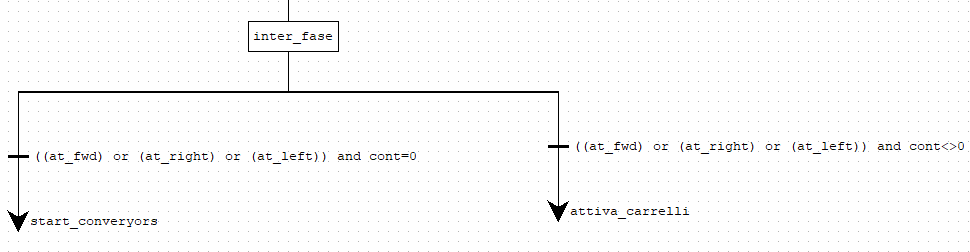 inter_fase
((at_fwd) or (at_right) or (at_left)) and cont=0
((at_fwd) or (at_right) or (at_left)) and cont<>0
start_converyors
attiva_carrelli